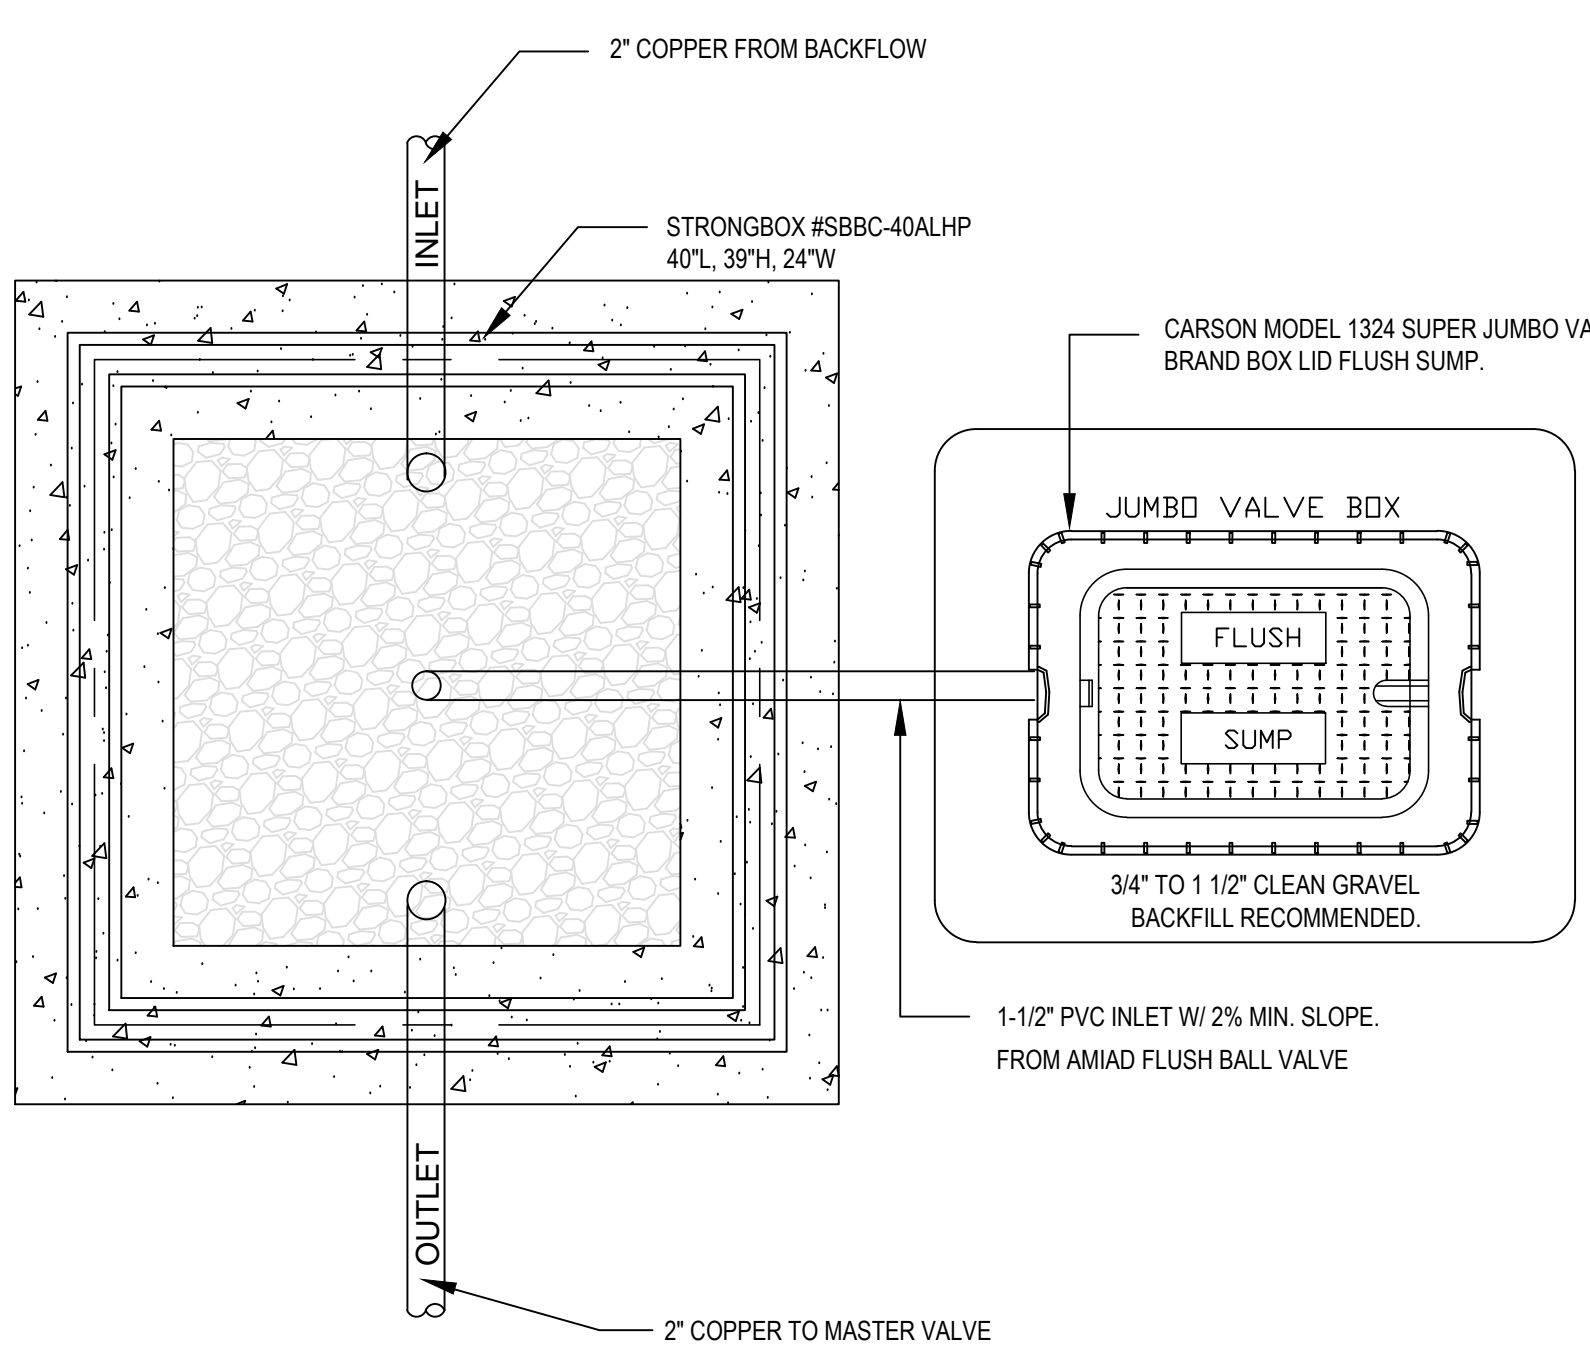 2" COPPER FROM BACKFLOW
INLET
STRONGBOX #SBBC-40ALHP
40"L, 39"H, 24"W
CARSON MODEL 1324 SUPER JUMBO
BRAND BOX LID FLUSH SUMP.
JUMBO VALVE BOX
FLUSH
SUMP
3/4" TO 1 1/2" CLEAN GRAVEL
BACKFILL RECOMMENDED.
1-1/2" PVC INLET W/ 2% MIN. SLOPE.
FROM AMIAD FLUSH BALL VALVE
OUTLET
2" COPPER TO MASTER VALVE